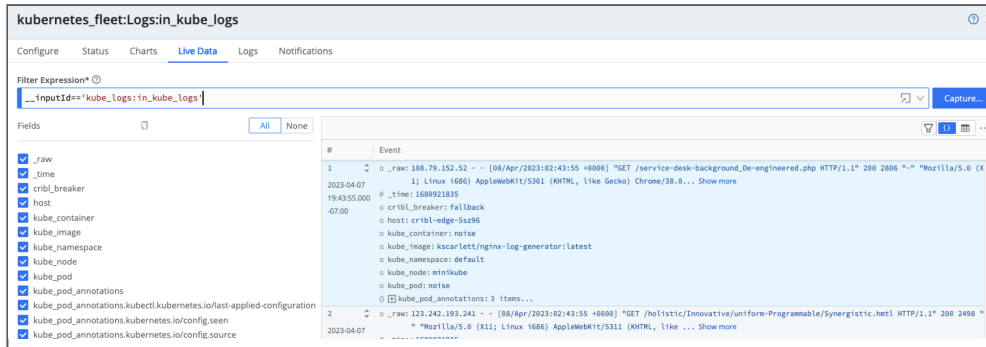 kubernetes_fleet:Logs:in_kube_logs
Configure Status Charts Live Data Logs Notifications
Filter Expression*
__inputId=='kube_logs:in_kube_logs'
Capture...
Fields All None
# Event
_raw
_time
cribl_breaker
host
kube_container
kube_image
kube_namespace
kube_node
kube_pod
kube_pod_annotations
kube_pod_annotations.kubectl.kubernetes.io/last-applied-configuration
kube_pod_annotations.kubernetes.io/config.seen
kube_pod_annotations.kubernetes.io/config.source
1
2023-04-07
19:43:55.000
-07:00
α _raw: 108.79.152.52 - - [08/Apr/2023:02:43:55 +0000] "GET /service-desk-background_De-engineered.php HTTP/1.1" 200 2806 "-" "Mozilla/5.0 (X
1; Linux i686) AppleWebKit/5361 (KHTML, like Gecko) Chrome/38.0... Show more
# _time: 1680921835
α cribl_breaker: fallback
α host: cribl-edge-5sz96
α kube_container: noise
α kube_image: kscarlett/nginx-log-generator:latest
α kube_namespace: default
α kube_node: minikube
α kube_pod: noise
{} kube_pod_annotations: 3 items...
2
2023-04-07
α _raw: 123.242.193.241 - - [08/Apr/2023:02:43:55 +0000] "GET /holistic/Innovative/uniform-Programmable/Synergistic.hmtl HTTP/1.1" 200 2498 "
" "Mozilla/5.0 (X11; Linux i686) AppleWebKit/5311 (KHTML, like ... Show more